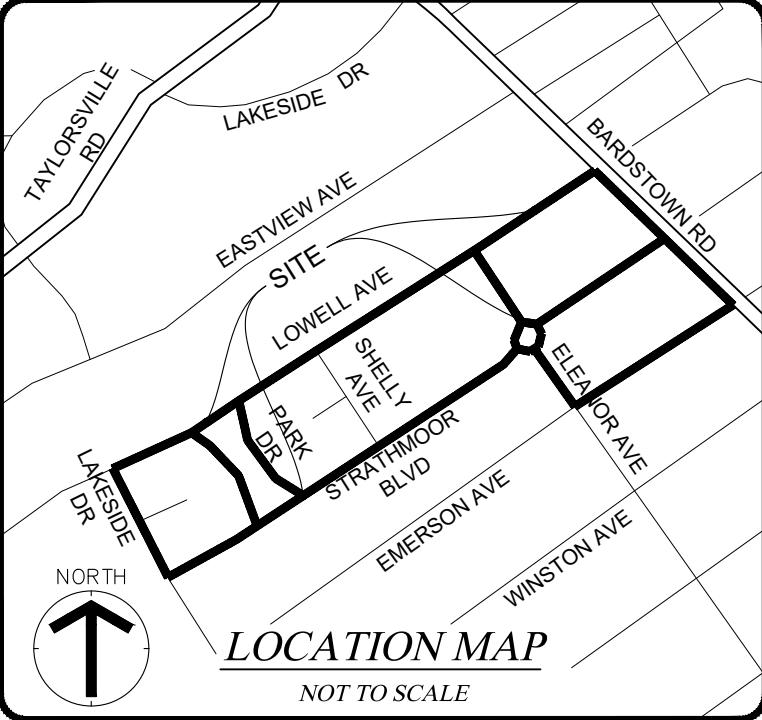 TAYLORSVILLE
RD
LAKESIDE DR
BARDSTOWN RD
EASTVIEW AVE
SITE
LOWELL AVE
SHELLY
AVE
ELEANOR AVE
PARK
DR
STRATHMOOR
BLVD
LAKESIDE
DR
EMERSON AVE
WINSTON AVE
NORTH
LOCATION MAP
NOT TO SCALE